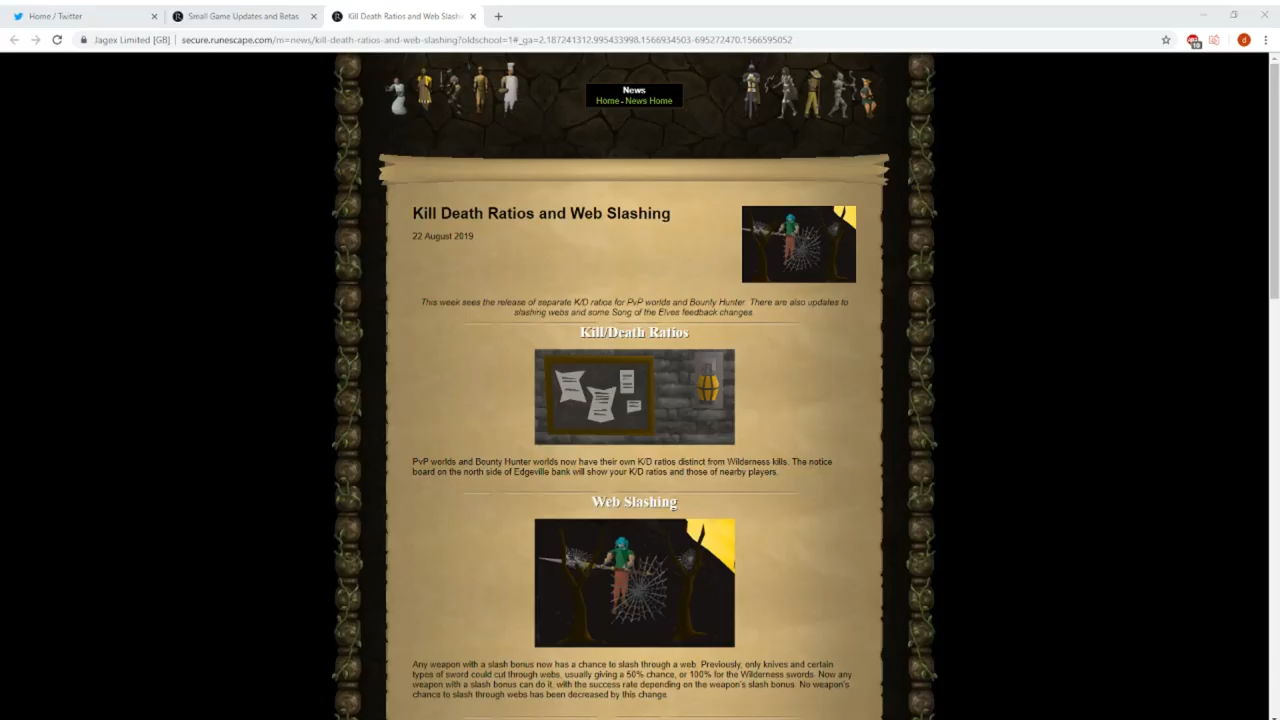 Home / Twitter
Small Game Updates and Betas
Kill Death Ratios and Web Slash
Jagex Limited [GB]
secure.runescape.com/m=news/kill-death-ratios-and-web-slashing?oldschool=1#_ga=2.187241312.995433998.1566934503-695272470.1566595052
10
d
News
Home - News Home
Kill Death Ratios and Web Slashing
22 August 2019
This week sees the release of separate K/D ratios for PvP worlds and Bounty Hunter. There are also updates to
slashing webs and some Song of the Elves feedback changes.
Kill/Death Ratios
PvP worlds and Bounty Hunter worlds now have their own K/D ratios distinct from Wilderness kills. The notice
board on the north side of Edgeville bank will show your K/D ratios and those of nearby players.
Web Slashing
Any weapon with a slash bonus now has a chance to slash through a web. Previously, only knives and certain
types of sword could cut through webs, usually giving a 50% chance, or 100% for the Wilderness swords. Now any
weapon with a slash bonus can do it, with the success rate depending on the weapon's slash bonus. No weapon's
chance to slash through webs has been decreased by this change.